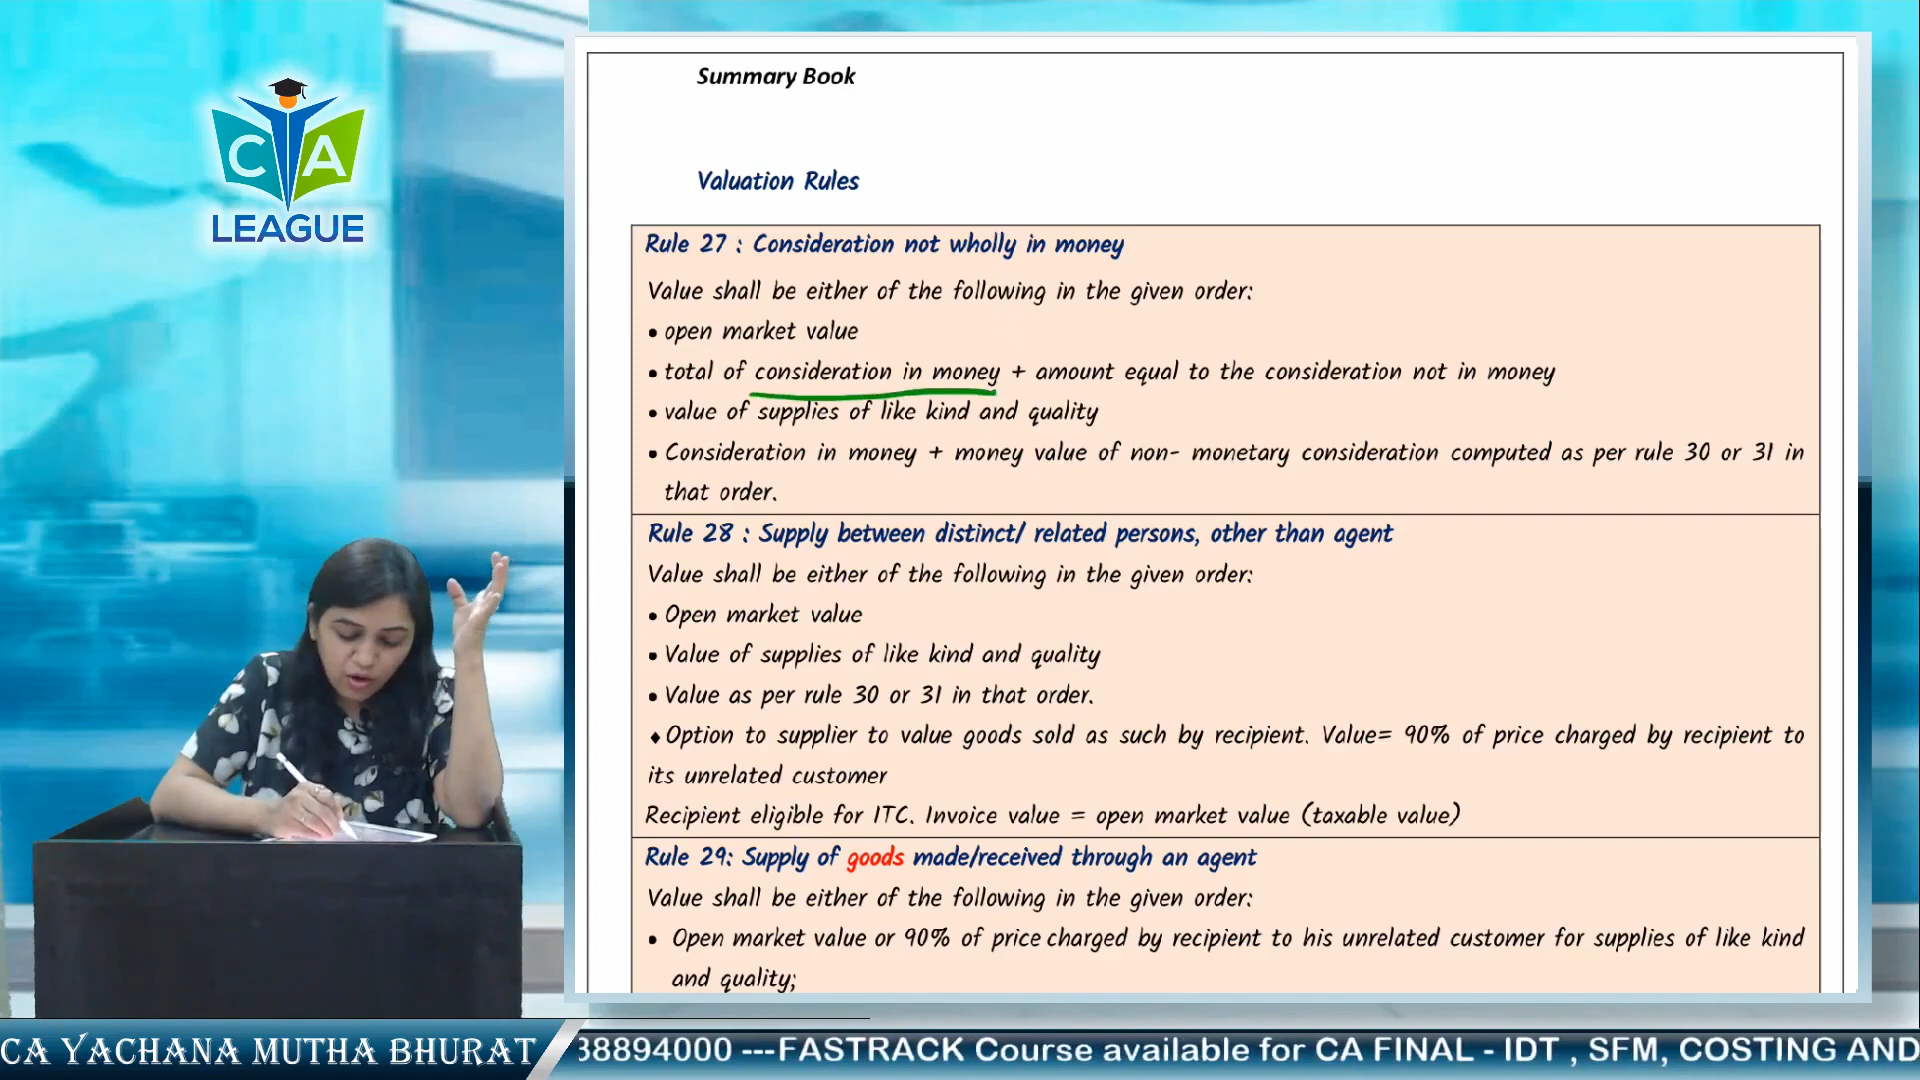 C A
LEAGUE
Summary Book
Valuation Rules
Rule 27 : Consideration not wholly in money
Value shall be either of the following in the given order:
• open market value
• total of consideration in money + amount equal to the consideration not in money
• value of supplies of like kind and quality
• Consideration in money + money value of non- monetary consideration computed as per rule 30 or 31 in
that order.
Rule 28 : Supply between distinct/ related persons, other than agent
Value shall be either of the following in the given order:
• Open market value
• Value of supplies of like kind and quality
• Value as per rule 30 or 31 in that order.
♦Option to supplier to value goods sold as such by recipient. Value= 90% of price charged by recipient to
its unrelated customer
Recipient eligible for ITC. Invoice value = open market value (taxable value)
Rule 29: Supply of goods made/received through an agent
Value shall be either of the following in the given order:
• Open market value or 90% of price charged by recipient to his unrelated customer for supplies of like kind
and quality;
CA YACHANA MUTHA BHURAT
38894000 ---FASTRACK Course available for CA FINAL - IDT , SFM, COSTING AND